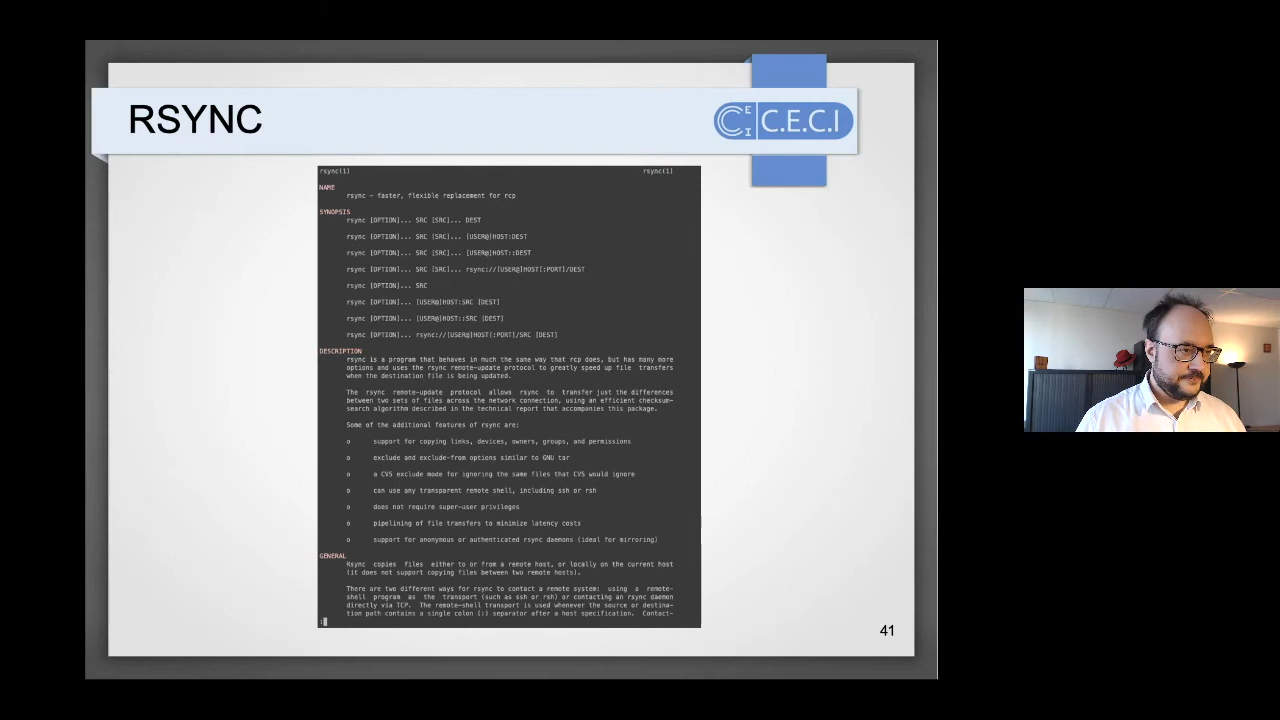 RSYNC
C E I C.E.C.I
rsync(1) rsync(1)
NAME
rsync - faster, flexible replacement for rcp
SYNOPSIS
rsync [OPTION]... SRC [SRC]... DEST
rsync [OPTION]... SRC [SRC]... [USER@]HOST:DEST
rsync [OPTION]... SRC [SRC]... [USER@]HOST::DEST
rsync [OPTION]... SRC [SRC]... rsync://[USER@]HOST[:PORT]/DEST
rsync [OPTION]... SRC
rsync [OPTION]... [USER@]HOST:SRC [DEST]
rsync [OPTION]... [USER@]HOST::SRC [DEST]
rsync [OPTION]... rsync://[USER@]HOST[:PORT]/SRC [DEST]
DESCRIPTION
rsync is a program that behaves in much the same way that rcp does, but has many more
options and uses the rsync remote-update protocol to greatly speed up file transfers
when the destination file is being updated.
The rsync remote-update protocol allows rsync to transfer just the differences
between two sets of files across the network connection, using an efficient checksum-
search algorithm described in the technical report that accompanies this package.
Some of the additional features of rsync are:
o support for copying links, devices, owners, groups, and permissions
o exclude and exclude-from options similar to GNU tar
o a CVS exclude mode for ignoring the same files that CVS would ignore
o can use any transparent remote shell, including ssh or rsh
o does not require super-user privileges
o pipelining of file transfers to minimize latency costs
o support for anonymous or authenticated rsync daemons (ideal for mirroring)
GENERAL
Rsync copies files either to or from a remote host, or locally on the current host
(it does not support copying files between two remote hosts).
There are two different ways for rsync to contact a remote system: using a remote-
shell program as the transport (such as ssh or rsh) or contacting an rsync daemon
directly via TCP. The remote-shell transport is used whenever the source or destina-
tion path contains a single colon (:) separator after a host specification. Contact-
:
41